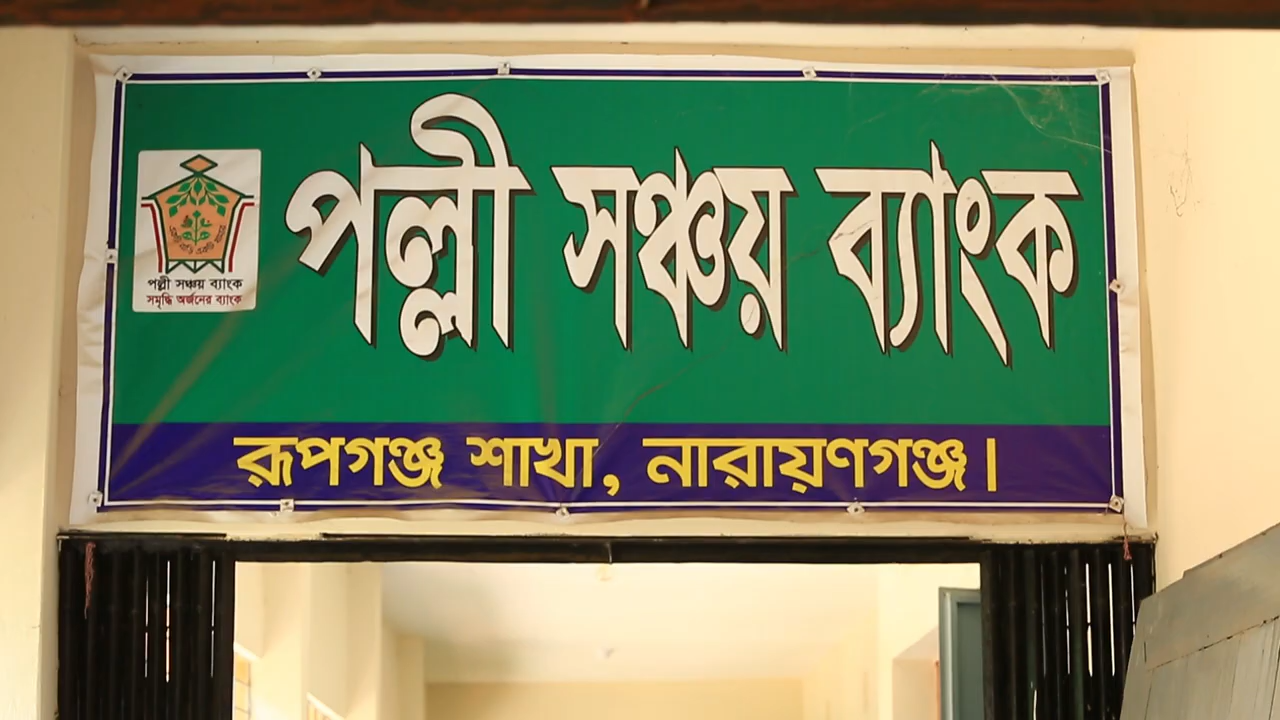 পল্লী সঞ্চয় ব্যাংক
পল্লী সঞ্চয় ব্যাংক
সমৃদ্ধি অর্জনের ব্যাংক
রূপগঞ্জ শাখা, নারায়ণগঞ্জ।